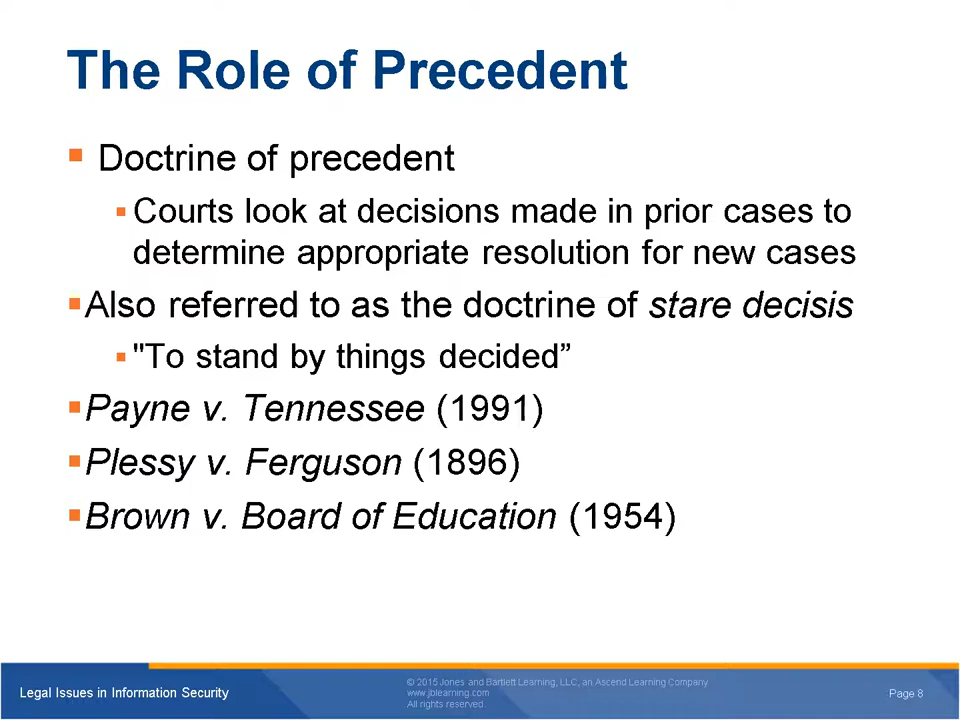 The Role of Precedent
▪ Doctrine of precedent
▪ Courts look at decisions made in prior cases to
determine appropriate resolution for new cases
▪ Also referred to as the doctrine of stare decisis
▪ "To stand by things decided”
▪ Payne v. Tennessee (1991)
▪ Plessy v. Ferguson (1896)
▪ Brown v. Board of Education (1954)
Legal Issues in Information Security
© 2015 Jones and Bartlett Learning, LLC, an Ascend Learning Company
www.jblearning.com
All rights reserved
Page 8